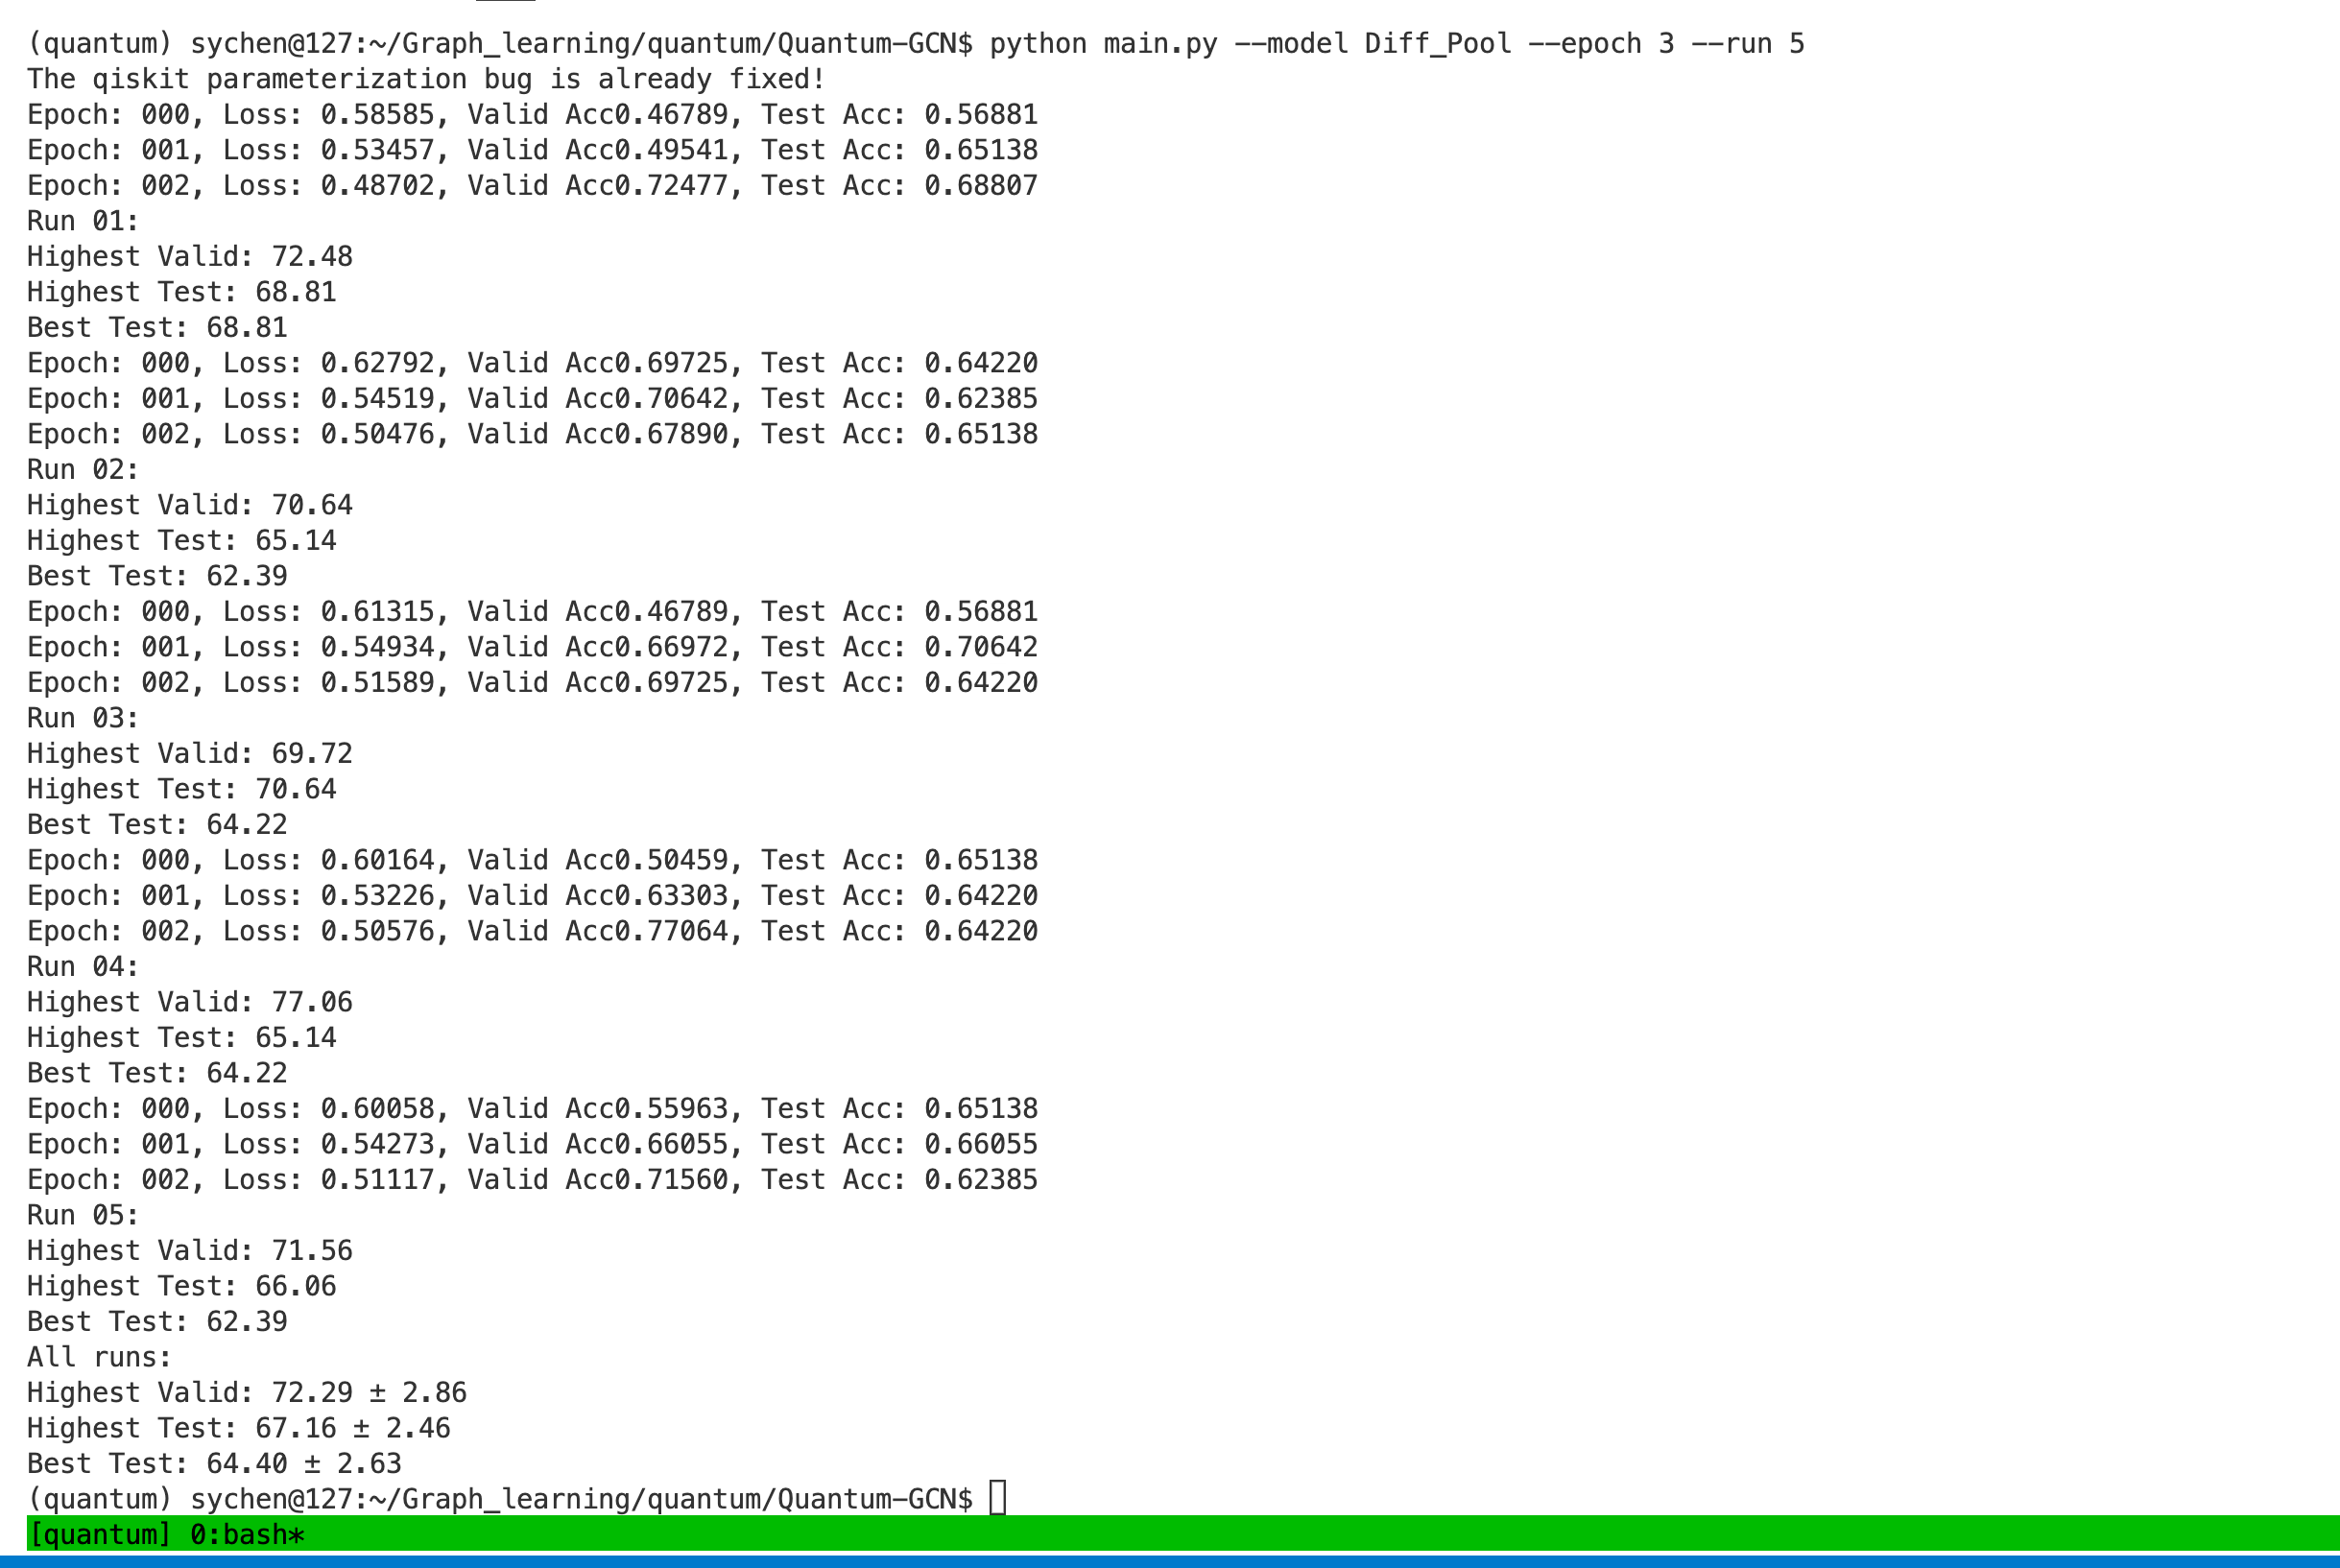 (quantum) sychen@127:~/Graph_learning/quantum/Quantum-GCN$ python main.py --model Diff_Pool --epoch 3 --run 5
The qiskit parameterization bug is already fixed!
Epoch: 000, Loss: 0.58585, Valid Acc0.46789, Test Acc: 0.56881
Epoch: 001, Loss: 0.53457, Valid Acc0.49541, Test Acc: 0.65138
Epoch: 002, Loss: 0.48702, Valid Acc0.72477, Test Acc: 0.68807
Run 01:
Highest Valid: 72.48
Highest Test: 68.81
Best Test: 68.81
Epoch: 000, Loss: 0.62792, Valid Acc0.69725, Test Acc: 0.64220
Epoch: 001, Loss: 0.54519, Valid Acc0.70642, Test Acc: 0.62385
Epoch: 002, Loss: 0.50476, Valid Acc0.67890, Test Acc: 0.65138
Run 02:
Highest Valid: 70.64
Highest Test: 65.14
Best Test: 62.39
Epoch: 000, Loss: 0.61315, Valid Acc0.46789, Test Acc: 0.56881
Epoch: 001, Loss: 0.54934, Valid Acc0.66972, Test Acc: 0.70642
Epoch: 002, Loss: 0.51589, Valid Acc0.69725, Test Acc: 0.64220
Run 03:
Highest Valid: 69.72
Highest Test: 70.64
Best Test: 64.22
Epoch: 000, Loss: 0.60164, Valid Acc0.50459, Test Acc: 0.65138
Epoch: 001, Loss: 0.53226, Valid Acc0.63303, Test Acc: 0.64220
Epoch: 002, Loss: 0.50576, Valid Acc0.77064, Test Acc: 0.64220
Run 04:
Highest Valid: 77.06
Highest Test: 65.14
Best Test: 64.22
Epoch: 000, Loss: 0.60058, Valid Acc0.55963, Test Acc: 0.65138
Epoch: 001, Loss: 0.54273, Valid Acc0.66055, Test Acc: 0.66055
Epoch: 002, Loss: 0.51117, Valid Acc0.71560, Test Acc: 0.62385
Run 05:
Highest Valid: 71.56
Highest Test: 66.06
Best Test: 62.39
All runs:
Highest Valid: 72.29 ± 2.86
Highest Test: 67.16 ± 2.46
Best Test: 64.40 ± 2.63
(quantum) sychen@127:~/Graph_learning/quantum/Quantum-GCN$
[quantum] 0:bash*